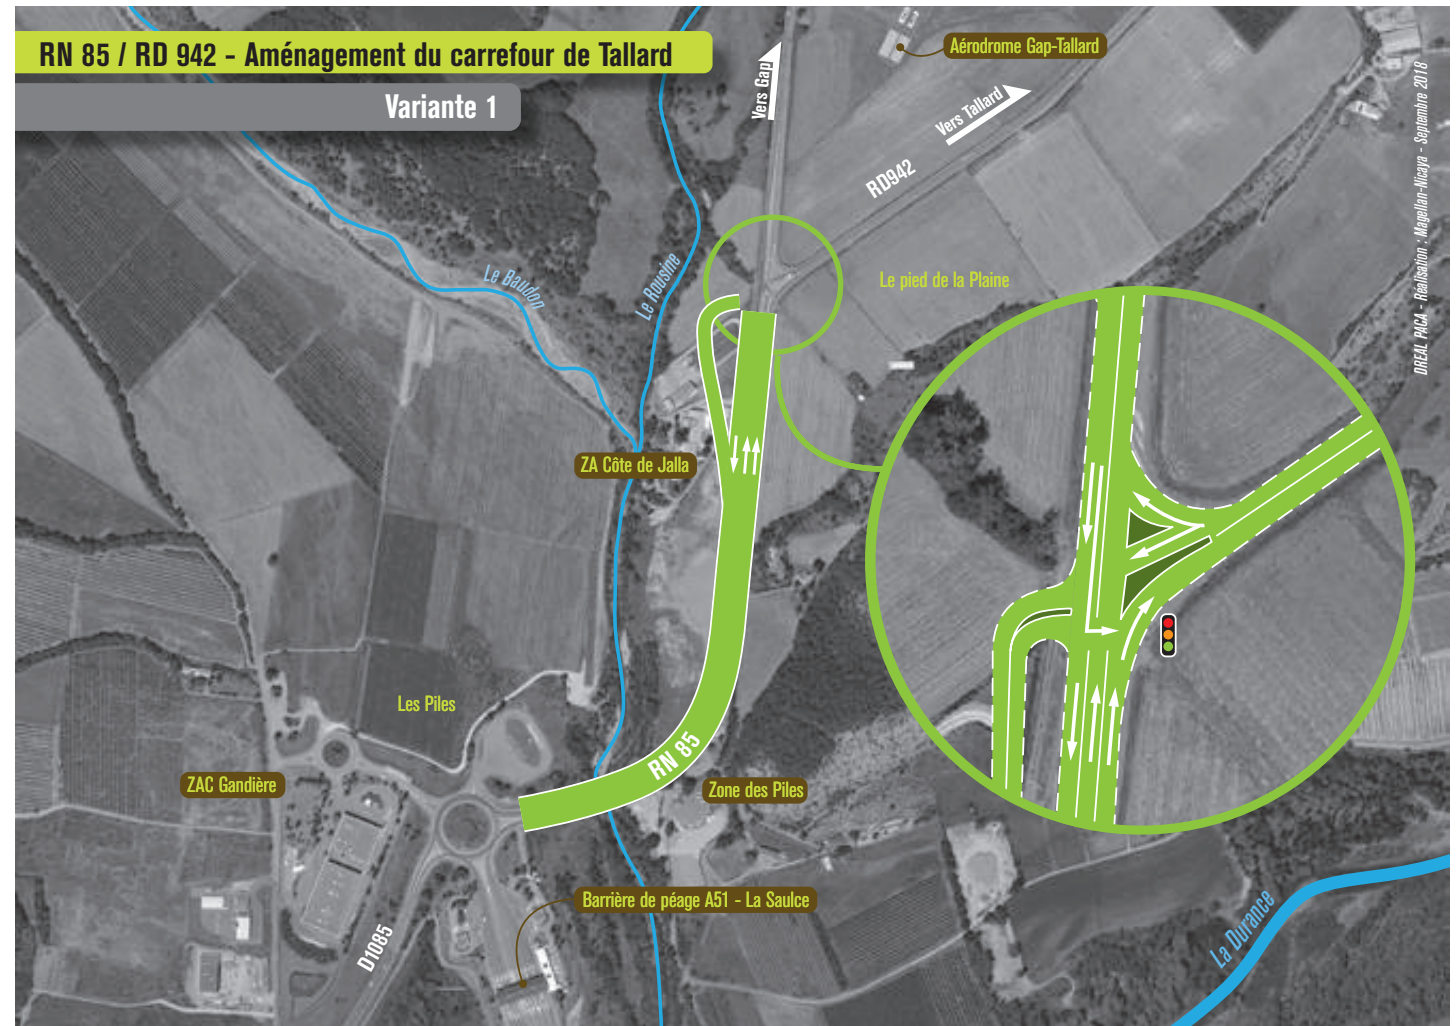 RN 85 / RD 942 - Aménagement du carrefour de Tallard
Variante 1
Aérodrome Gap-Tallard
Vers Gap
Vers Tallard
RD942
DREAL PACA - Réalisation : Magellan-Nicaya - Septembre 2018
Le Baudon
Le Rousine
Le pied de la Plaine
ZA Côte de Jalla
Les Piles
RN 85
ZAC Gandière
Zone des Piles
Barrière de péage A51 - La Saulce
D1085
La Durance